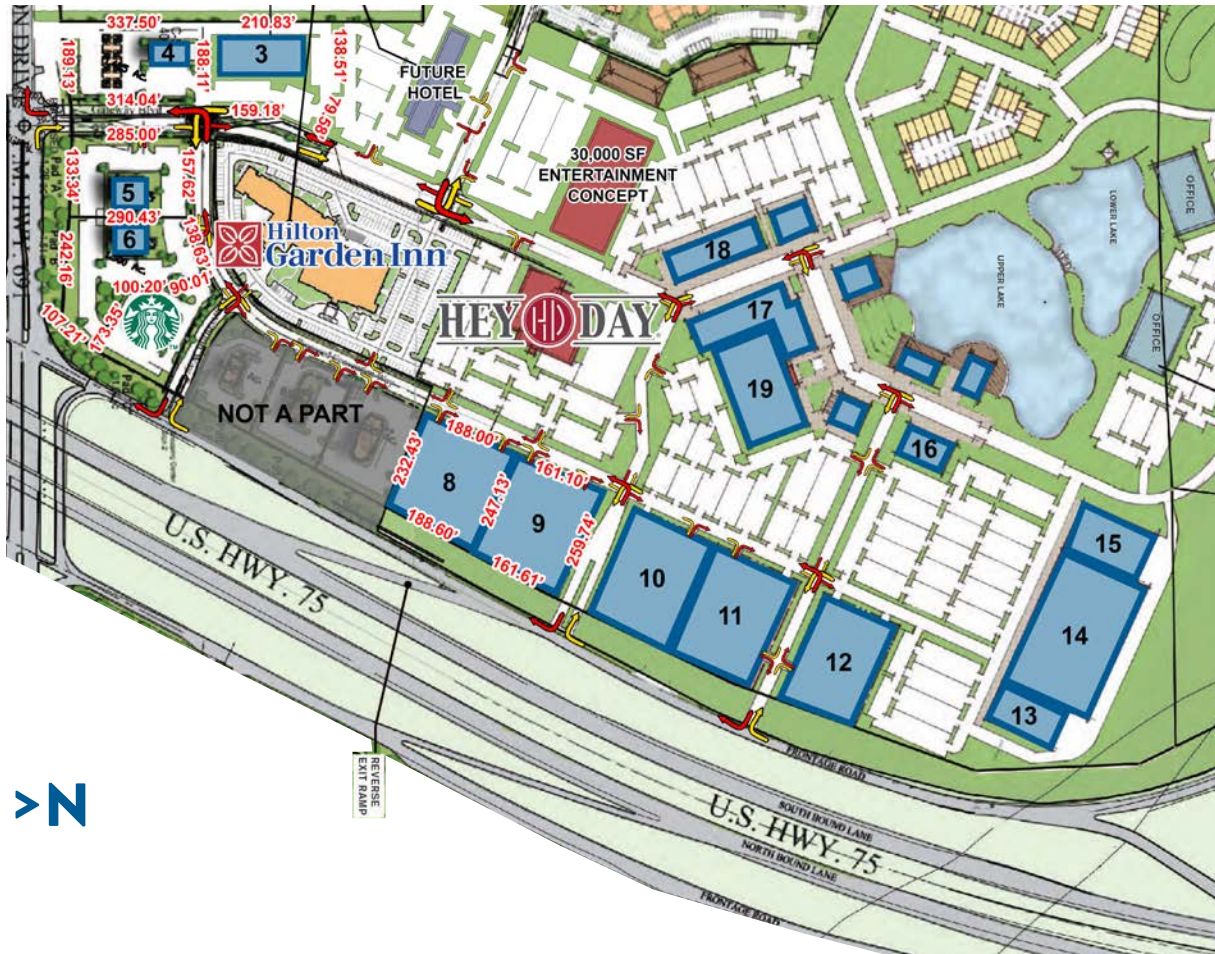 337.50'
210.83'
4
3
189.13'
188.11'
138.51'
79.58'
314.04'
159.18'
285.00'
FUTURE
HOTEL
30,000 SF
ENTERTAINMENT
CONCEPT
133.34'
Pad "A"
5
157.62'
290.43'
6
138.63'
242.16'
100.20'
90.01'
107.21'
173.35'
Hilton
Garden Inn
HEY HD DAY
18
17
19
16
UPPER LAKE
LOWER LAKE
OFFICE
OFFICE
NOT A PART
188.00'
232.43'
8
247.13'
161.10'
188.60'
9
259.74'
161.61'
10
11
12
15
14
13
U.S. HWY. 75
REVERSE
EXIT RAMP
FRONTAGE ROAD
SOUTH BOUND LANE
U.S. HWY. 75
NORTH BOUND LANE
FRONTAGE ROAD
>N